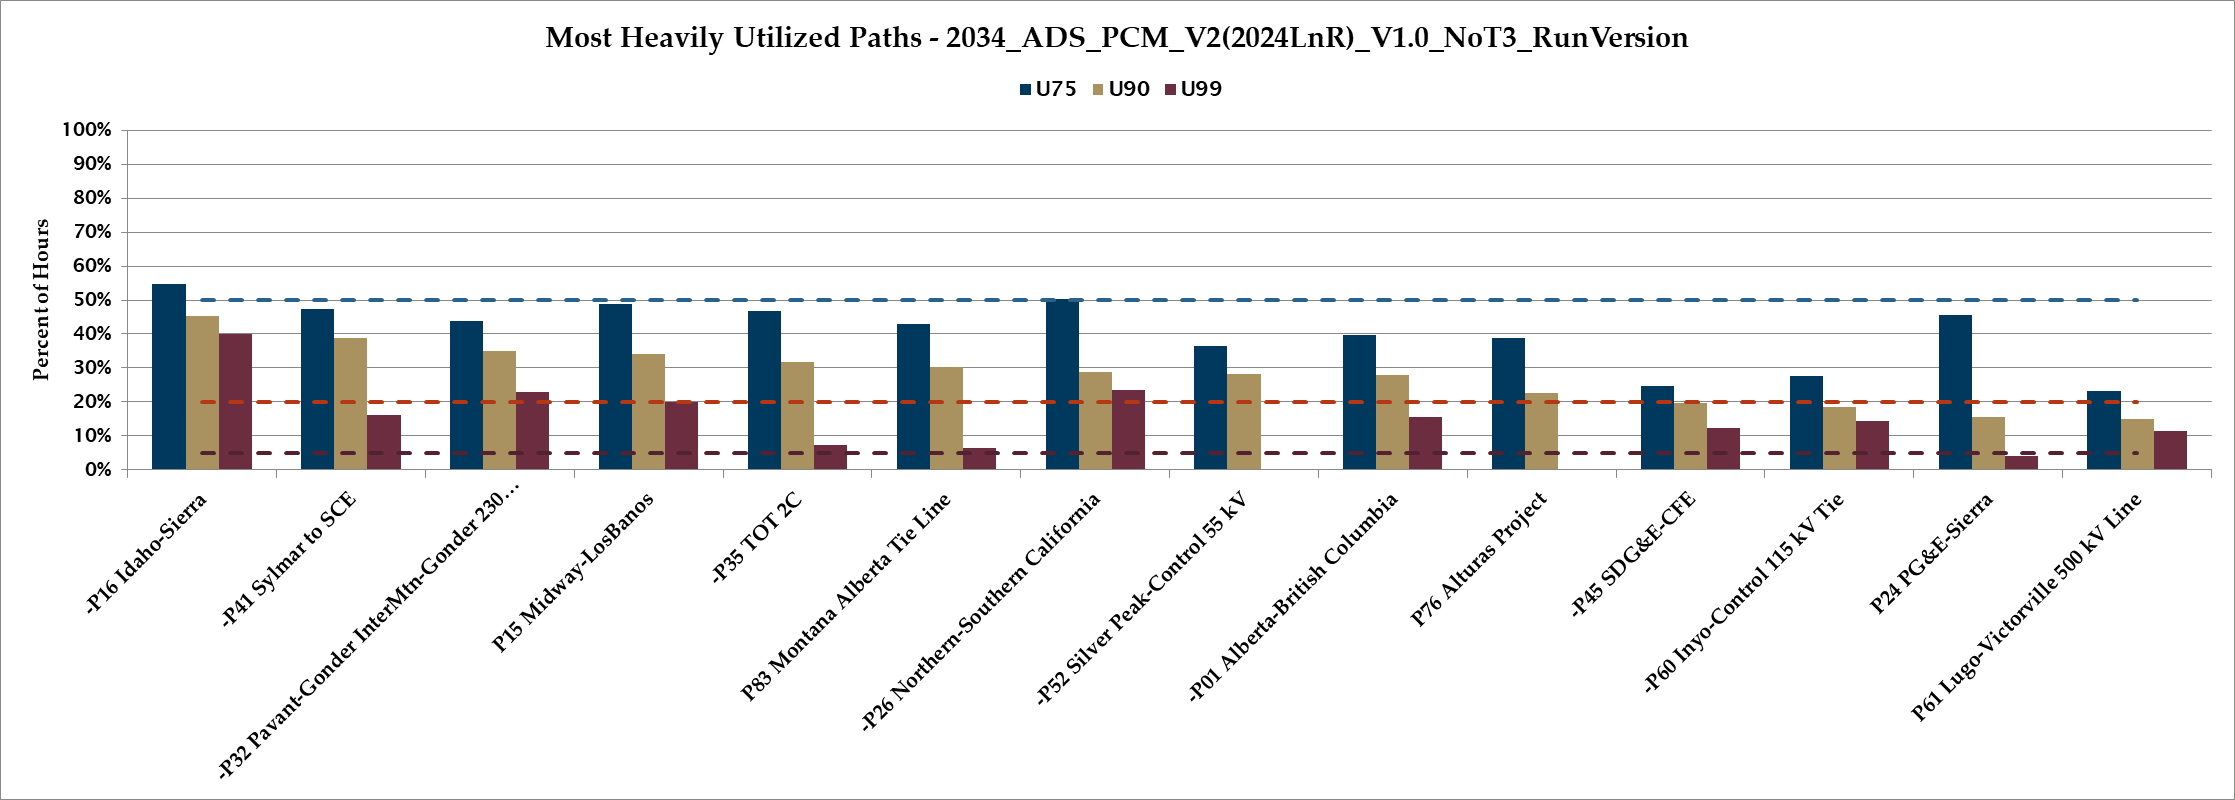 Most Heavily Utilized Paths - 2034_ADS_PCM_V2(2024LnR)_V1.0_NoT3_RunVersion
U75 U90 U99
Percent of Hours
100%
90%
80%
70%
60%
50%
40%
30%
20%
10%
0%
-P16 Idaho-Sierra
-P41 Sylmar to SCE
-P32 Pavant-Gonder InterMtn-Gonder 230…
P15 Midway-LosBanos
-P35 TOT 2C
P83 Montana Alberta Tie Line
-P26 Northern-Southern California
-P52 Silver Peak-Control 55 kV
-P01 Alberta-British Columbia
P76 Alturas Project
-P45 SDG&E-CFE
-P60 Inyo-Control 115 kV Tie
P24 PG&E-Sierra
P61 Lugo-Victorville 500 kV Line